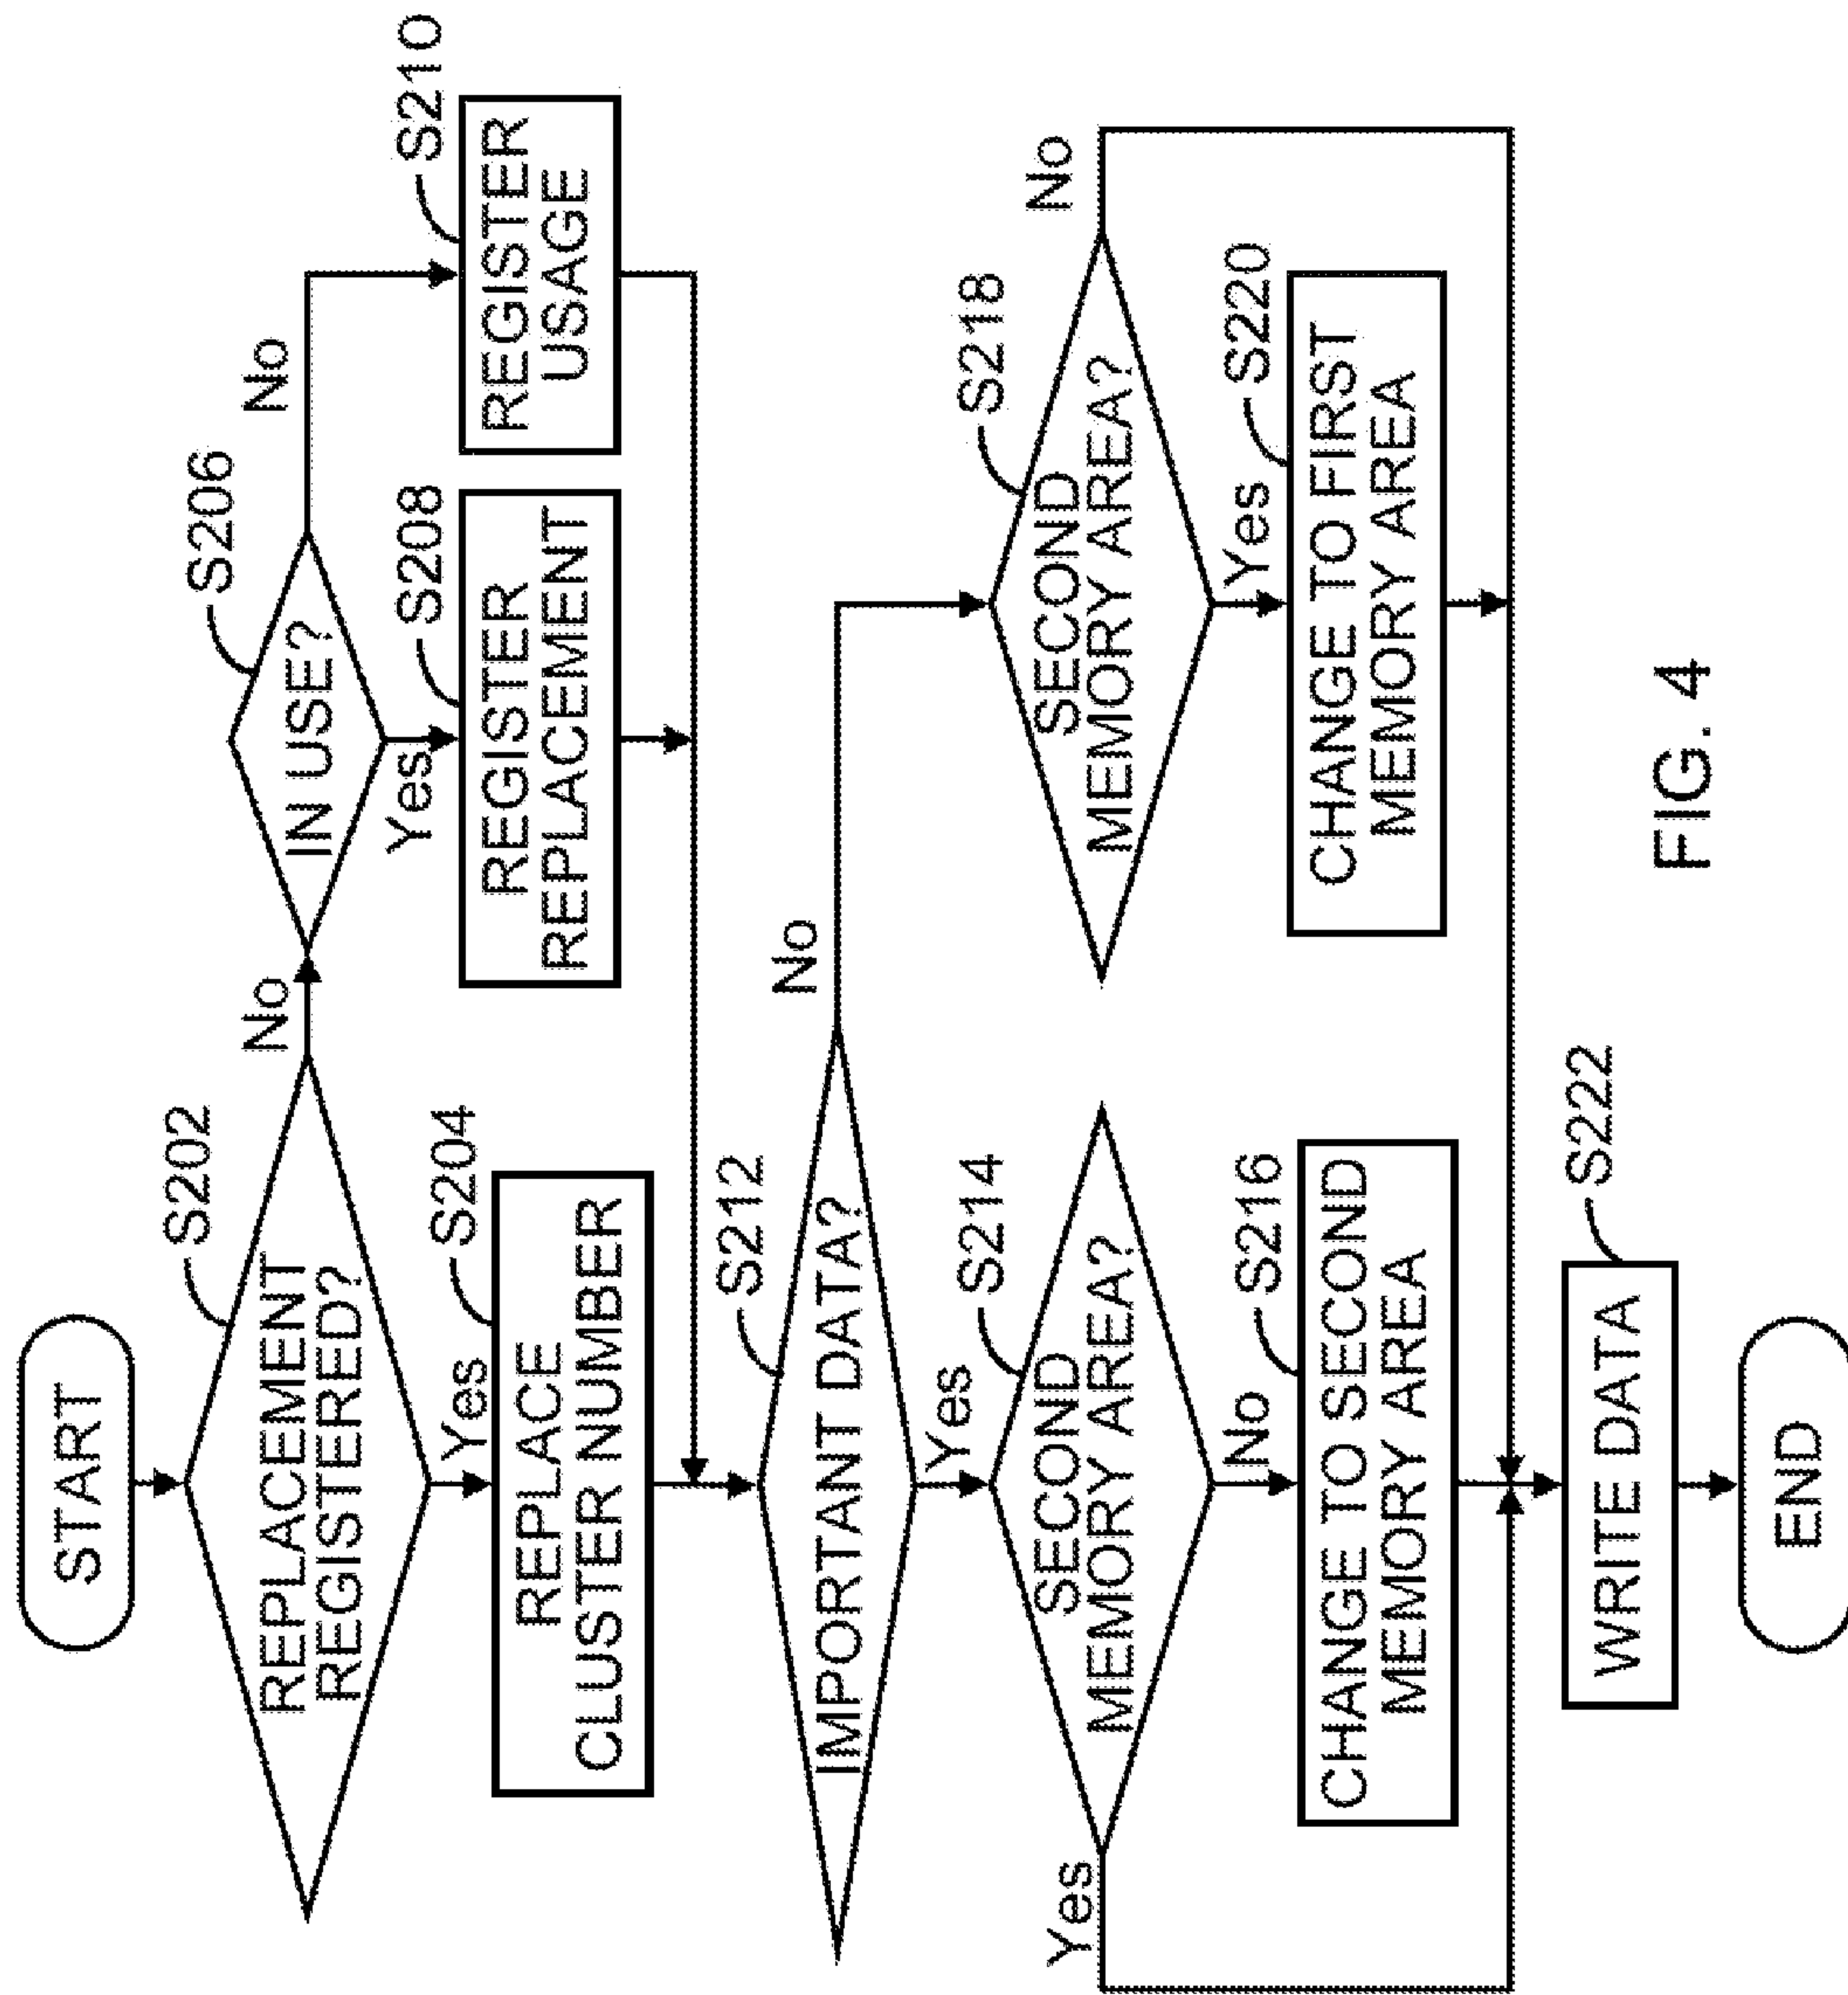 START
S202
REPLACEMENT
REGISTERED?
No
Yes
S204
REPLACE
CLUSTER NUMBER
S206
IN USE?
No
Yes
S208
REGISTER
REPLACEMENT
S210
REGISTER
USAGE
S212
IMPORTANT DATA?
No
Yes
S214
SECOND
MEMORY AREA?
Yes
No
S216
CHANGE TO SECOND
MEMORY AREA
S218
SECOND
MEMORY AREA?
No
Yes
S220
CHANGE TO FIRST
MEMORY AREA
S222
WRITE DATA
END
FIG. 4